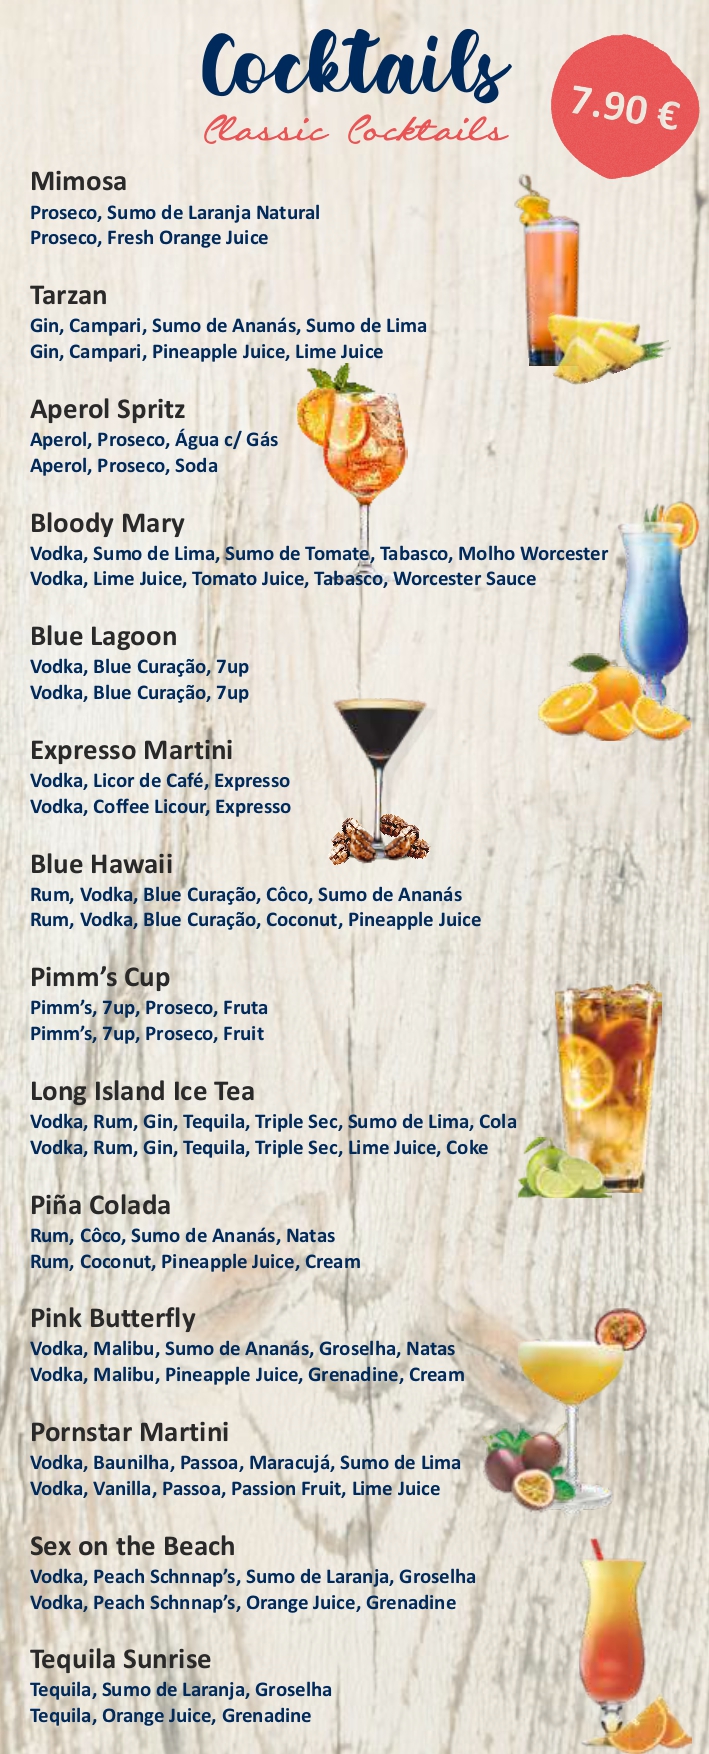 Cocktails
7.90 €
Classic Cocktails
Mimosa
Proseco, Sumo de Laranja Natural
Proseco, Fresh Orange Juice
Tarzan
Gin, Campari, Sumo de Ananás, Sumo de Lima
Gin, Campari, Pineapple Juice, Lime Juice
Aperol Spritz
Aperol, Proseco, Água c/ Gás
Aperol, Proseco, Soda
Bloody Mary
Vodka, Sumo de Lima, Sumo de Tomate, Tabasco, Molho Worcester
Vodka, Lime Juice, Tomato Juice, Tabasco, Worcester Sauce
Blue Lagoon
Vodka, Blue Curação, 7up
Vodka, Blue Curação, 7up
Expresso Martini
Vodka, Licor de Café, Expresso
Vodka, Coffee Licour, Expresso
Blue Hawaii
Rum, Vodka, Blue Curação, Côco, Sumo de Ananás
Rum, Vodka, Blue Curação, Coconut, Pineapple Juice
Pimm’s Cup
Pimm’s, 7up, Proseco, Fruta
Pimm’s, 7up, Proseco, Fruit
Long Island Ice Tea
Vodka, Rum, Gin, Tequila, Triple Sec, Sumo de Lima, Cola
Vodka, Rum, Gin, Tequila, Triple Sec, Lime Juice, Coke
Piña Colada
Rum, Côco, Sumo de Ananás, Natas
Rum, Coconut, Pineapple Juice, Cream
Pink Butterfly
Vodka, Malibu, Sumo de Ananás, Groselha, Natas
Vodka, Malibu, Pineapple Juice, Grenadine, Cream
Pornstar Martini
Vodka, Baunilha, Passoa, Maracujá, Sumo de Lima
Vodka, Vanilla, Passoa, Passion Fruit, Lime Juice
Sex on the Beach
Vodka, Peach Schnnap’s, Sumo de Laranja, Groselha
Vodka, Peach Schnnap’s, Orange Juice, Grenadine
Tequila Sunrise
Tequila, Sumo de Laranja, Groselha
Tequila, Orange Juice, Grenadine